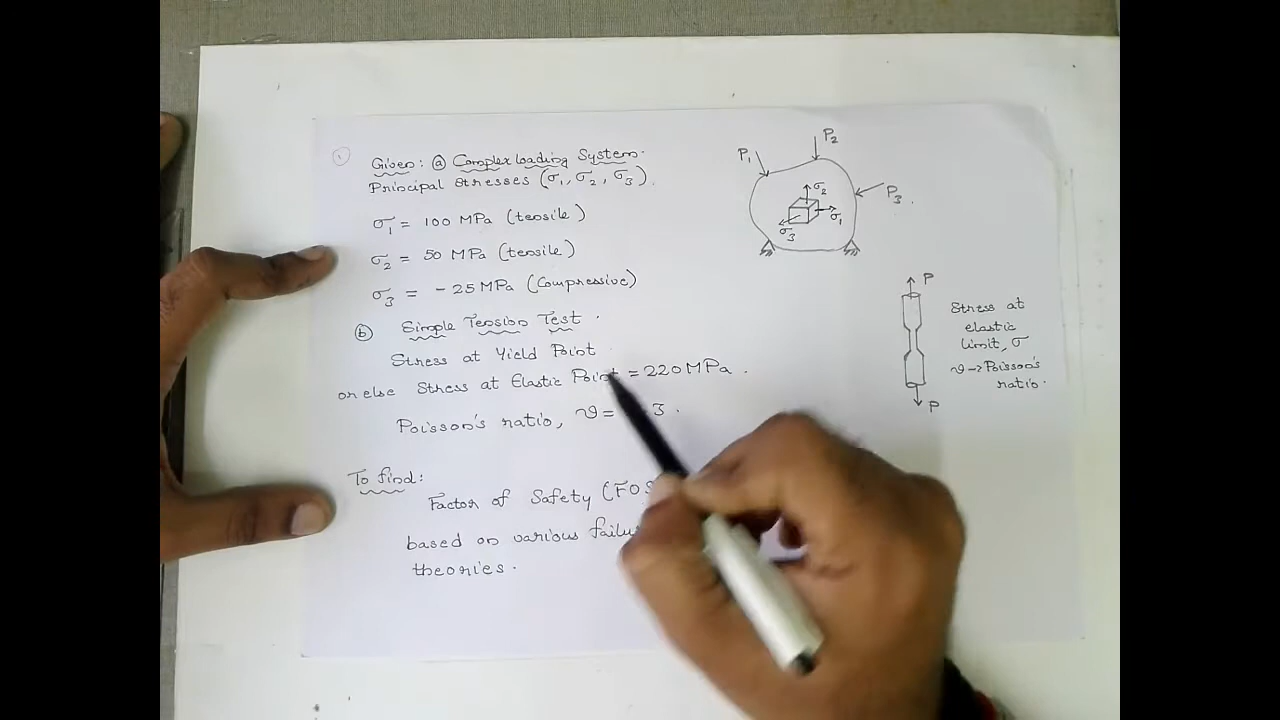 1.
Given: (a) Complex loading System.
Principal Stresses (σ1, σ2, σ3).
σ1 = 100 MPa (tensile)
σ2 = 50 MPa (tensile)
σ3 = - 25 MPa (Compressive)
(b) Simple Tension Test.
Stress at Yield Point
or else Stress at Elastic Point = 220 MPa.
Poisson's ratio, ϑ = 3.
To find:
Factor of Safety (FOS
based on various
theories.
P1
P2
P3.
σ2
σ1
σ3
P
Stress at
elastic
limit, σ
ϑ → Poisson's
ratio.
P